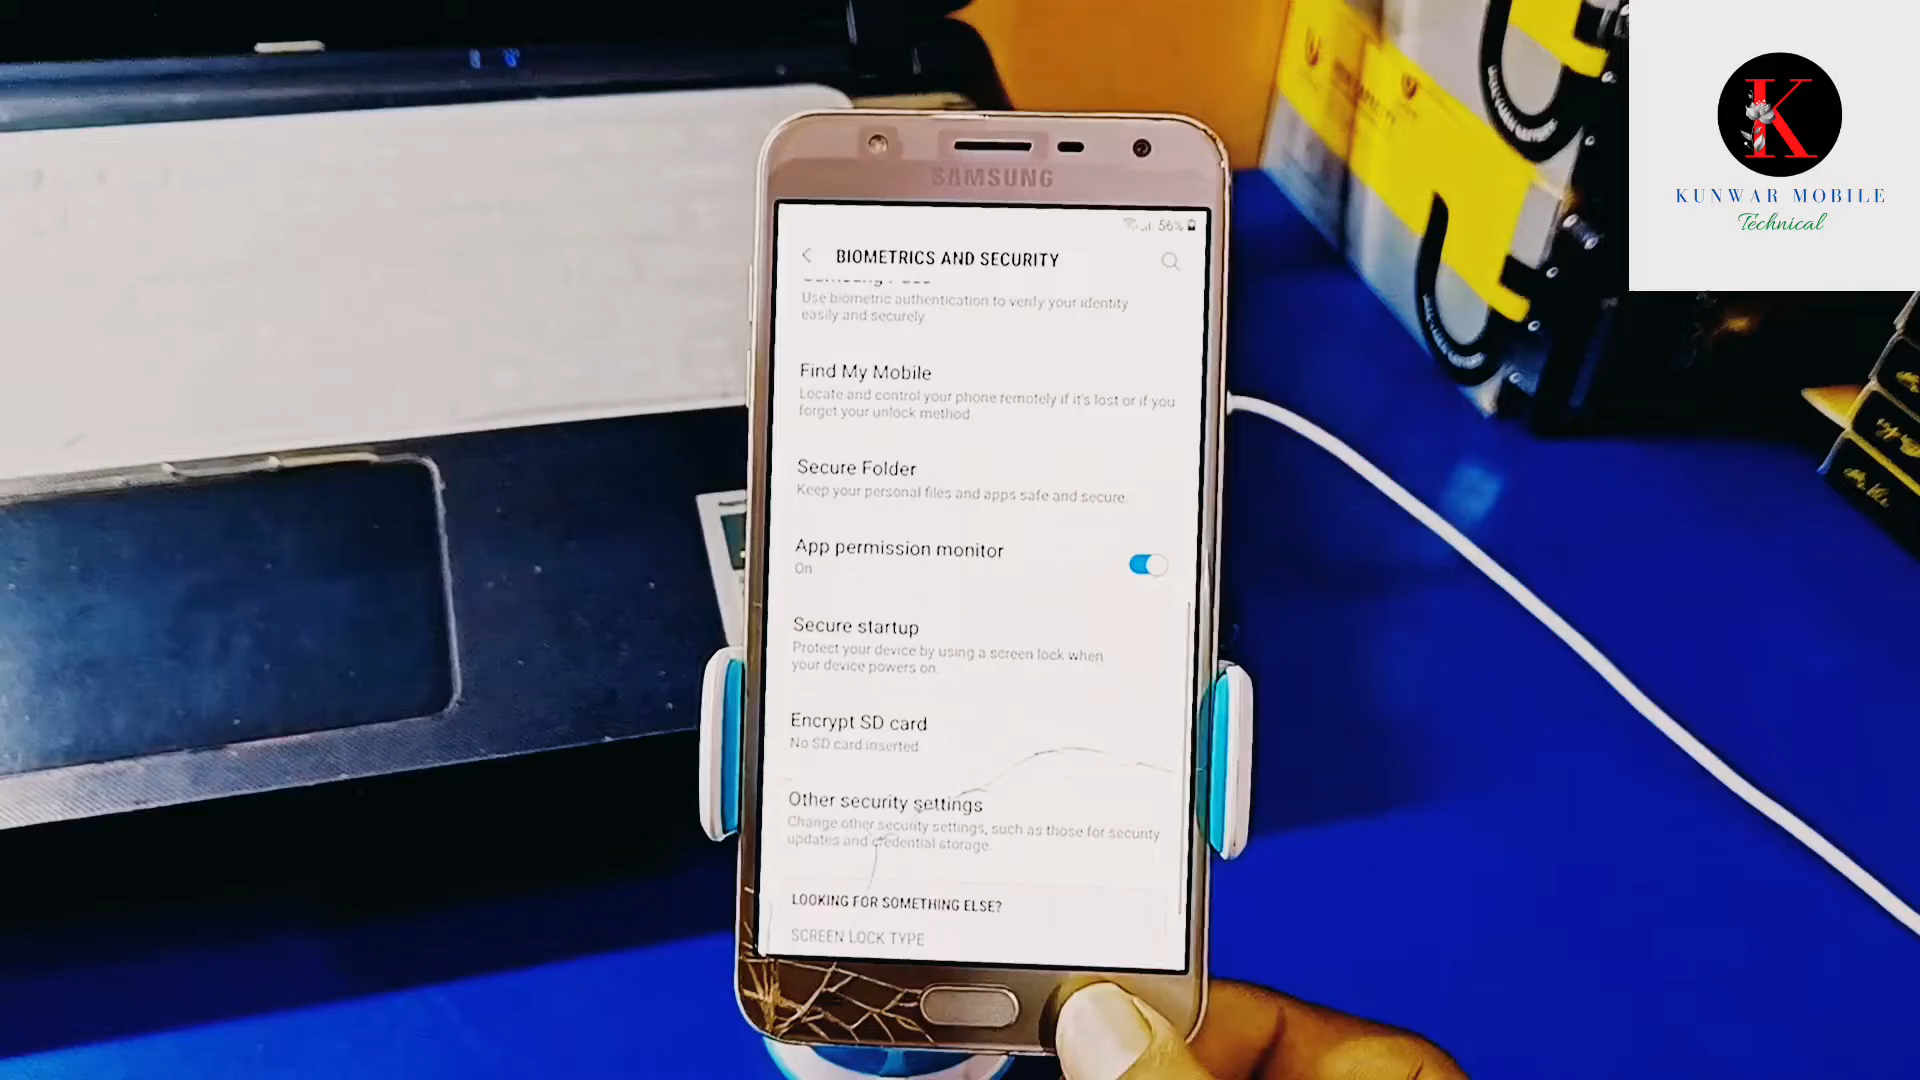 KUNWAR MOBILE
Technical
SAMSUNG
56%
BIOMETRICS AND SECURITY
Use biometric authentication to verify your identity
easily and securely
Find My Mobile
Locate and control your phone remotely if it's lost or if you
forget your unlock method.
Secure Folder
Keep your personal files and apps safe and secure.
App permission monitor
On
Secure startup
Protect your device by using a screen lock when
your device powers on.
Encrypt SD card
No SD card inserted
Other security settings
Change other security settings, such as those for security
updates and credential storage.
LOOKING FOR SOMETHING ELSE?
SCREEN LOCK TYPE